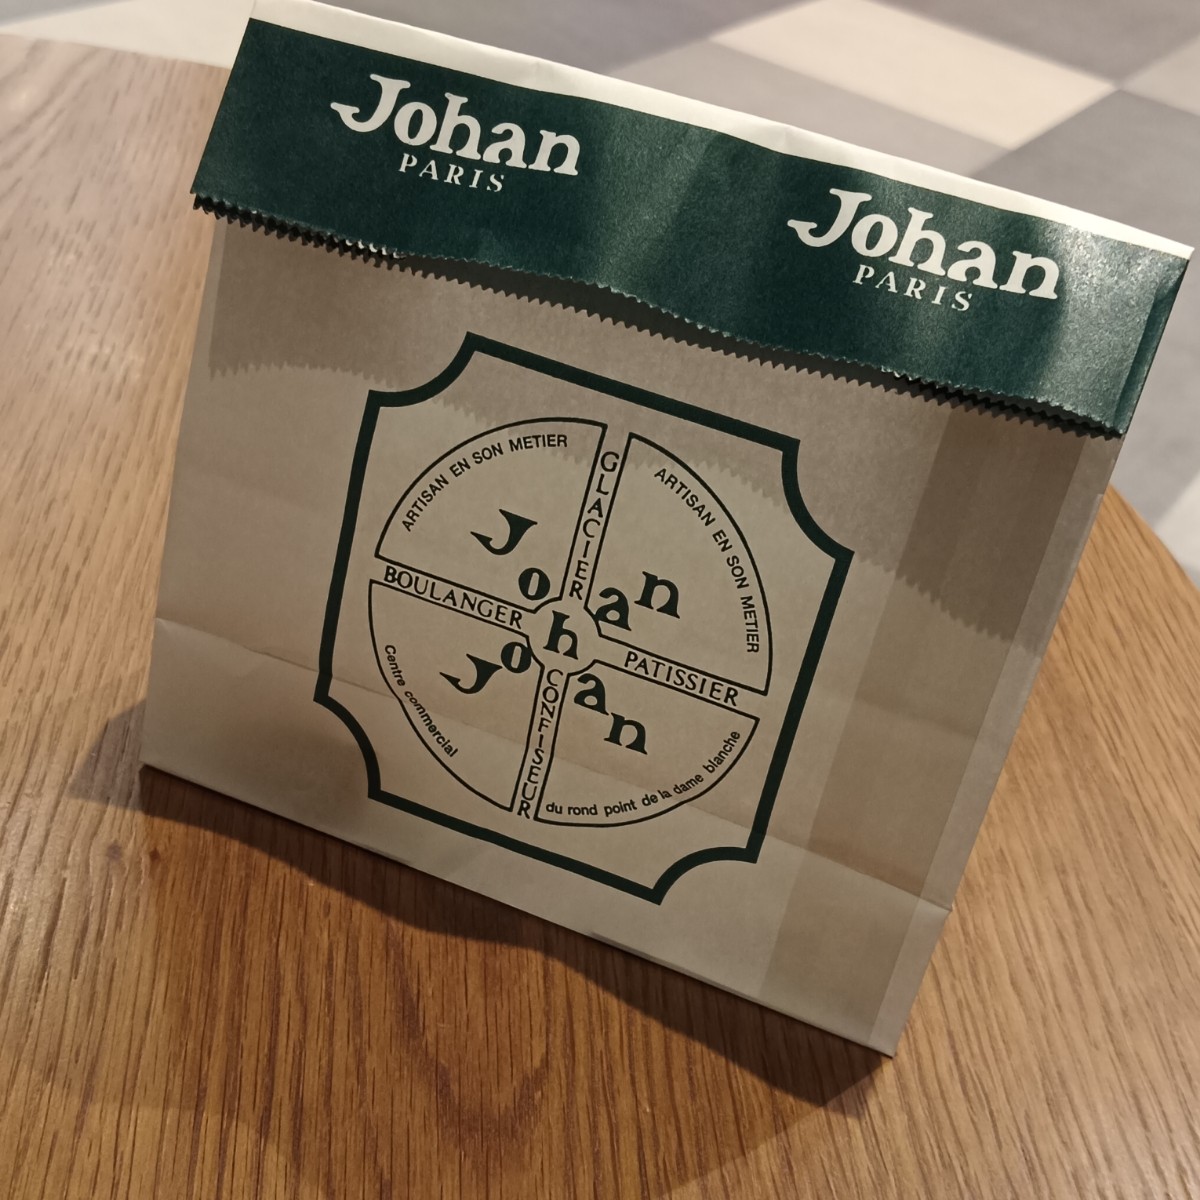 Johan
PARIS
Johan
PARIS
ARTISAN EN SON METIER
ARTISAN EN SON METIER
GLACIER
Johan
BOULANGER
PATISSIER
Johan
CONFISEUR
Centre commercial
du rond point de la dame blanche